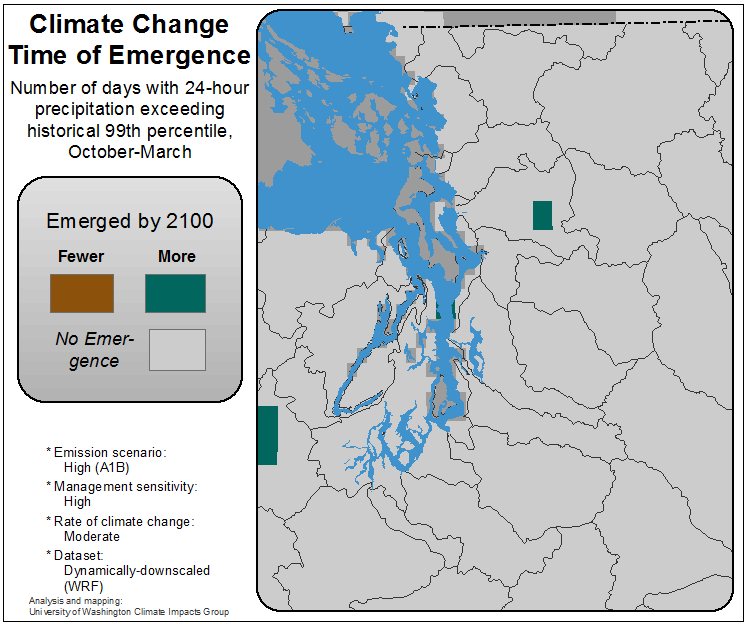 Climate Change
Time of Emergence
Number of days with 24-hour
precipitation exceeding
historical 99th percentile,
October-March
Emerged by 2100
Fewer More
No Emer-
gence
* Emission scenario:
High (A1B)
* Management sensitivity:
High
* Rate of climate change:
Moderate
* Dataset:
Dynamically-downscaled
(WRF)
Analysis and mapping:
University of Washington Climate Impacts Group